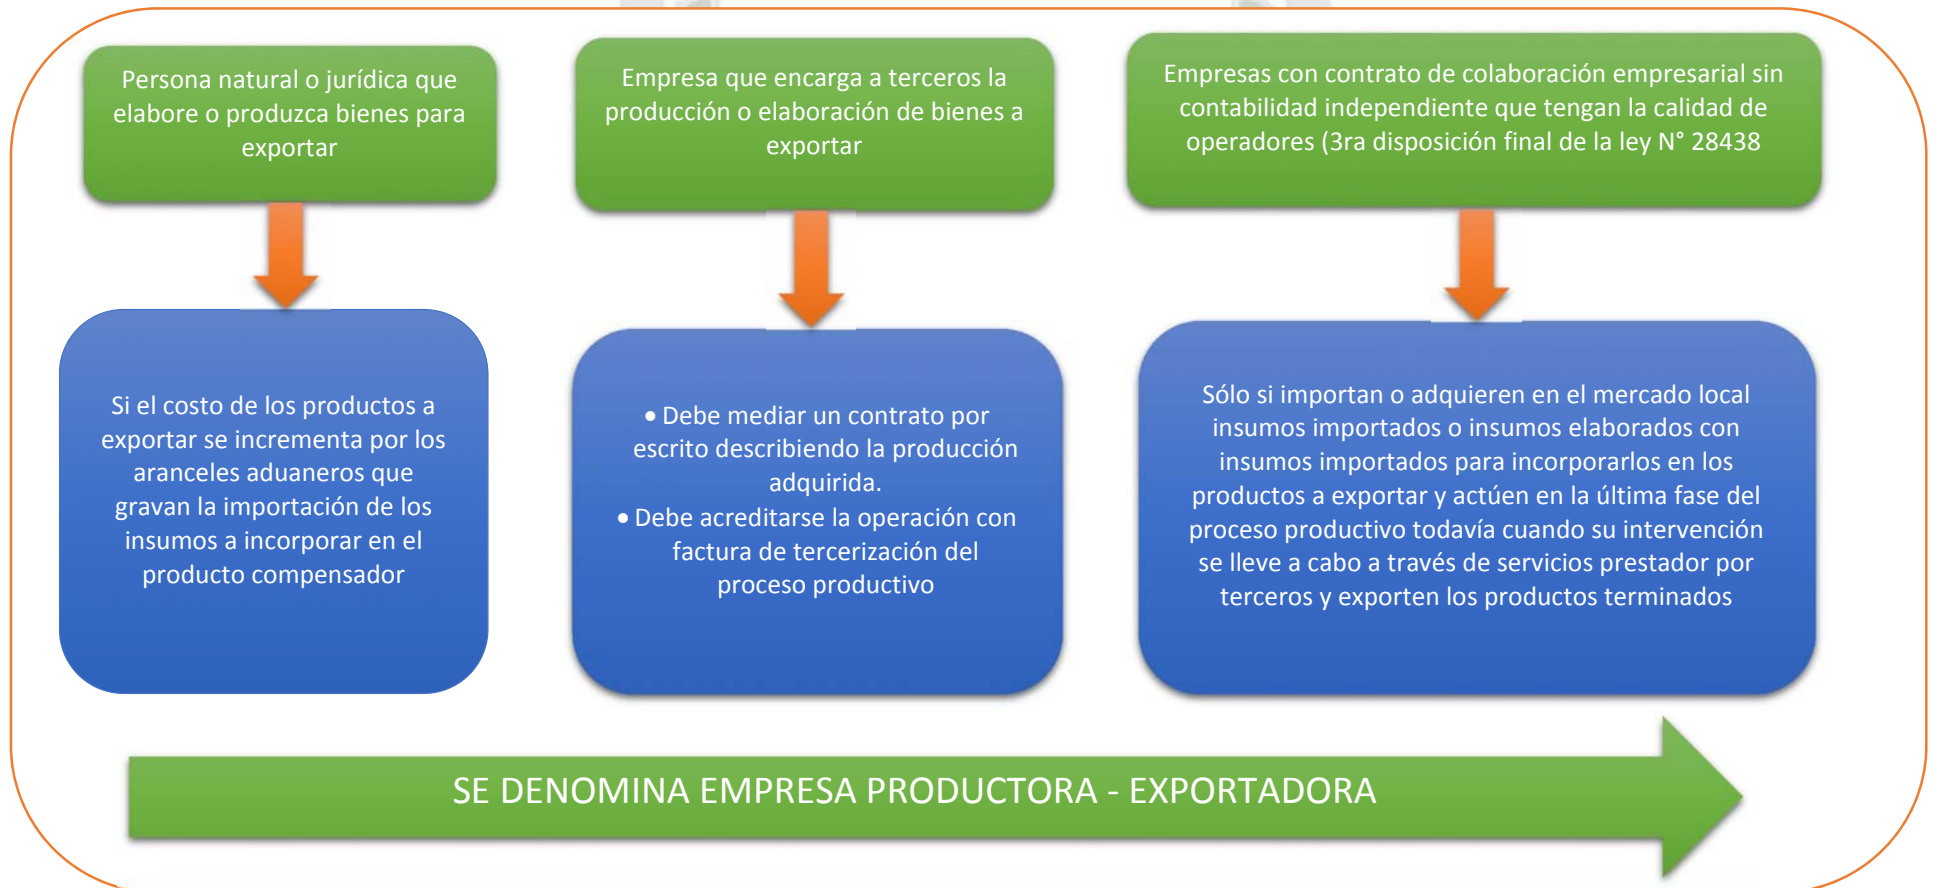 Persona natural o jurídica que
elabore o produzca bienes para
exportar
Empresa que encarga a terceros la
producción o elaboración de bienes a
exportar
Empresas con contrato de colaboración empresarial sin
contabilidad independiente que tengan la calidad de
operadores (3ra disposición final de la ley N° 28438
Si el costo de los productos a
exportar se incrementa por los
aranceles aduaneros que
gravan la importación de los
insumos a incorporar en el
producto compensador
• Debe mediar un contrato por
escrito describiendo la producción
adquirida.
• Debe acreditarse la operación con
factura de tercerización del
proceso productivo
Sólo si importan o adquieren en el mercado local
insumos importados o insumos elaborados con
insumos importados para incorporarlos en los
productos a exportar y actúen en la última fase del
proceso productivo todavía cuando su intervención
se lleve a cabo a través de servicios prestador por
terceros y exporten los productos terminados
SE DENOMINA EMPRESA PRODUCTORA - EXPORTADORA